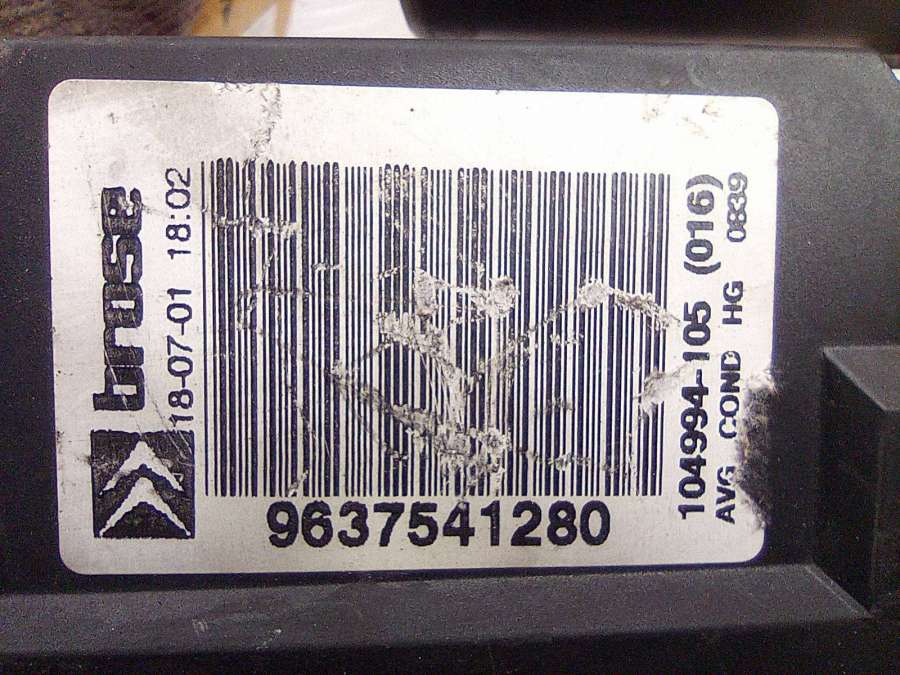 brose
18-07-01 18:02
9637541280
104994-105 (016)
AVG COND HG 0839